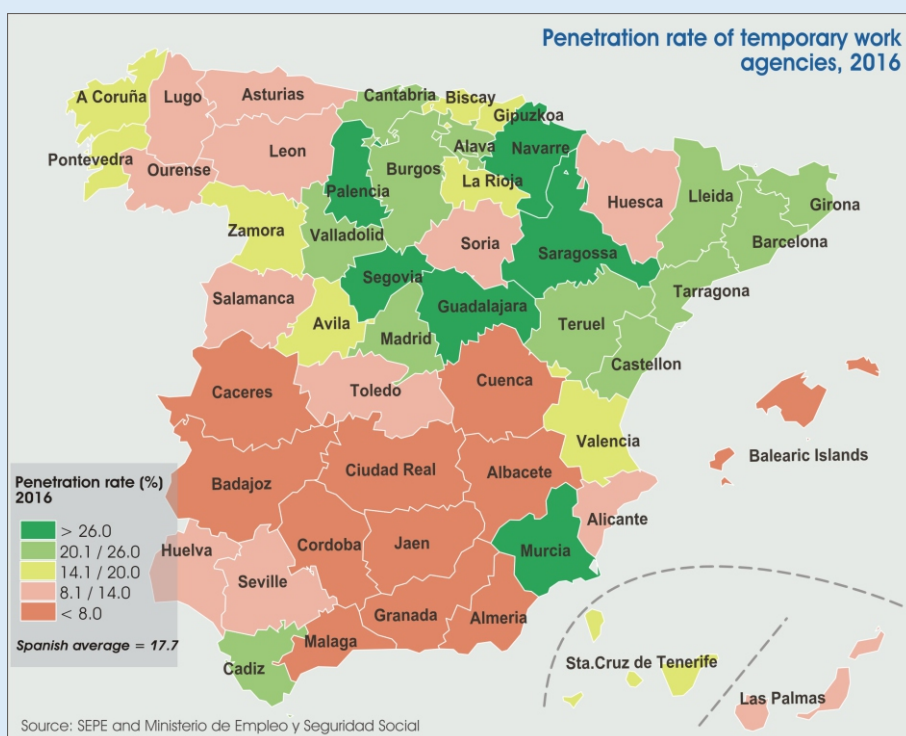 Penetration rate of temporary work
agencies, 2016
A Coruña
Lugo
Asturias
Cantabria
Biscay
Gipuzkoa
Pontevedra
Ourense
Leon
Palencia
Burgos
Alava
Navarre
La Rioja
Huesca
Lleida
Girona
Zamora
Valladolid
Soria
Saragossa
Barcelona
Segovia
Salamanca
Guadalajara
Tarragona
Avila
Madrid
Teruel
Castellon
Caceres
Toledo
Cuenca
Valencia
Balearic Islands
Badajoz
Ciudad Real
Albacete
Penetration rate (%)
2016
> 26.0
20.1 / 26.0
14.1 / 20.0
8.1 / 14.0
< 8.0
Spanish average = 17.7
Alicante
Huelva
Seville
Cordoba
Jaen
Murcia
Granada
Almeria
Malaga
Cadiz
Sta.Cruz de Tenerife
Las Palmas
Source: SEPE and Ministerio de Empleo y Seguridad Social